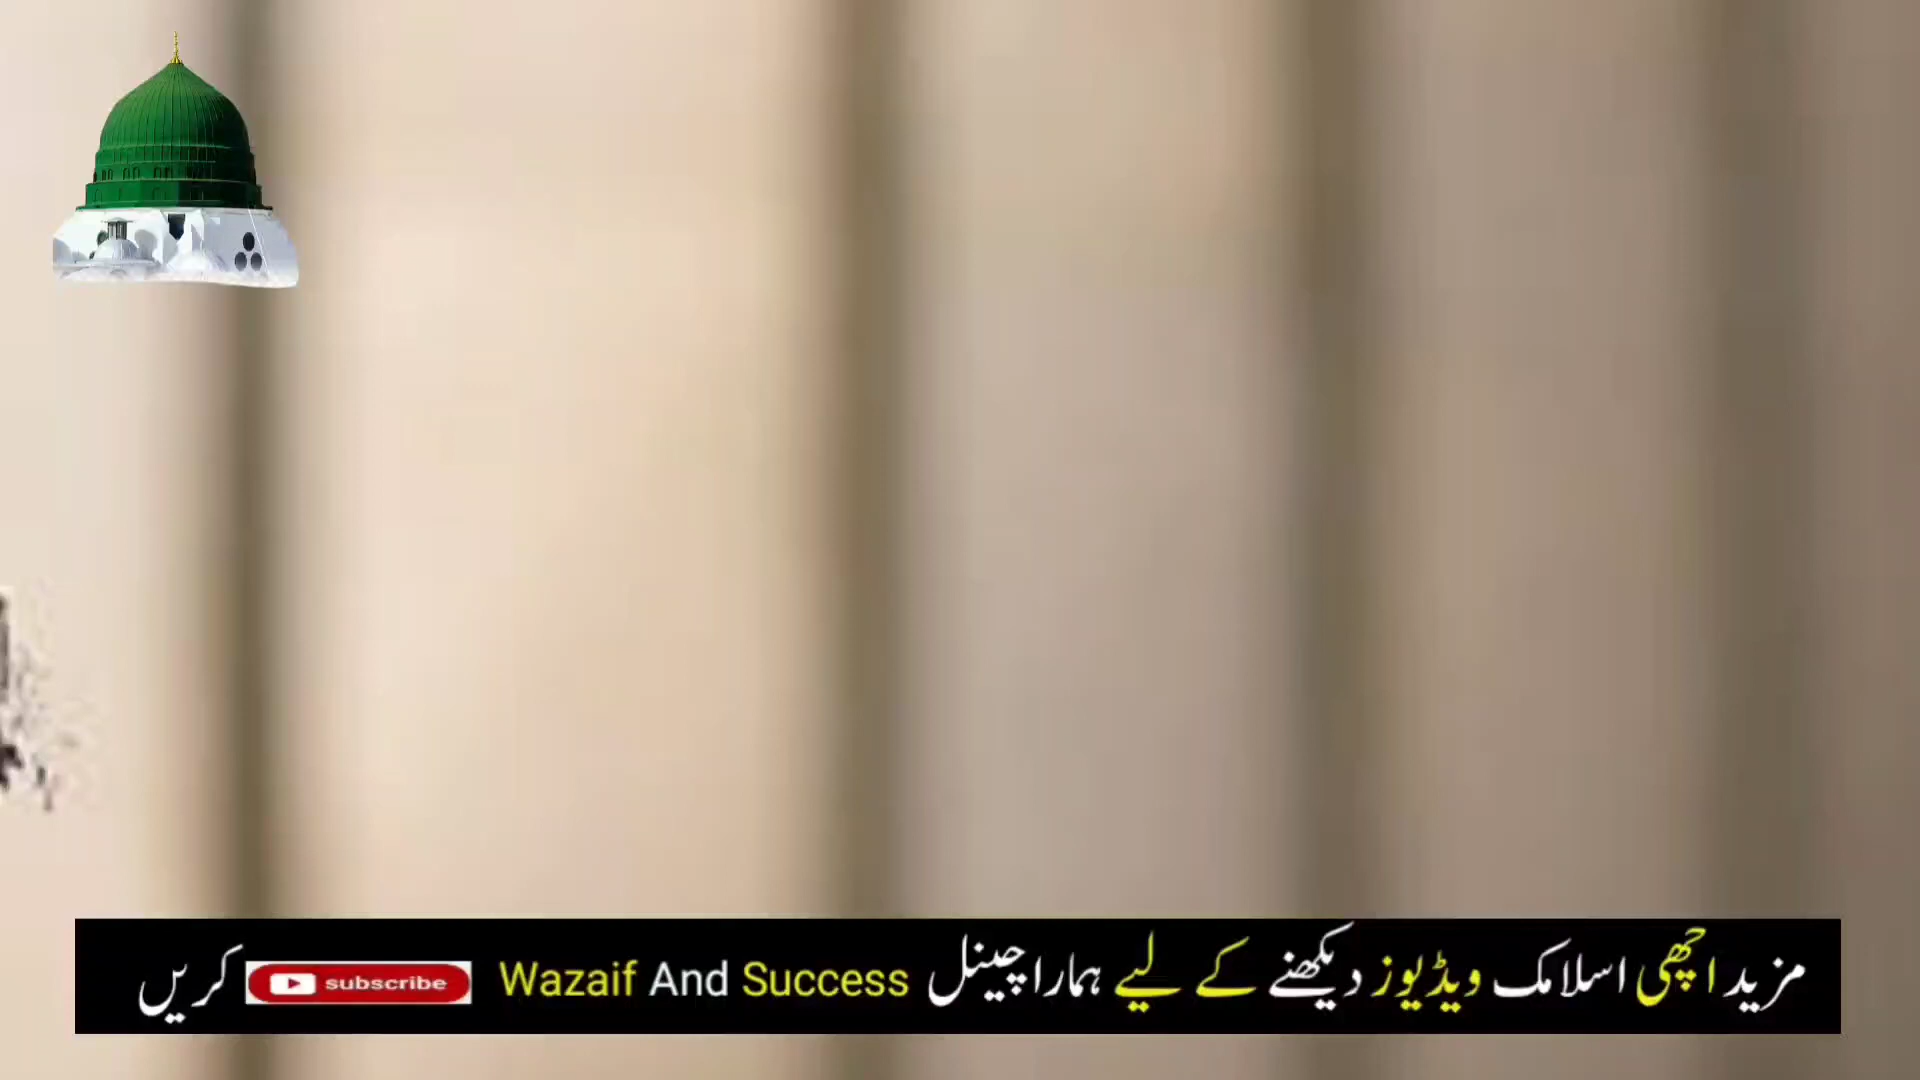 مزید اچھی اسلامک ویڈیوز دیکھنے کے لیے ہمارا چینل Wazaif And Success subscribe کریں